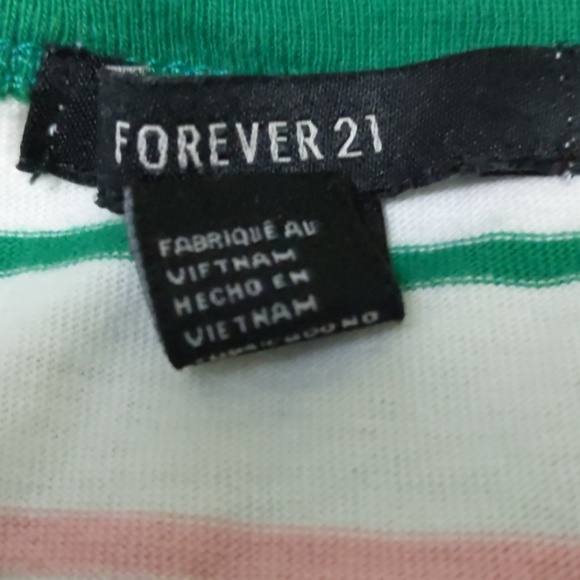 FOREVER 21
FABRIQUÉ AU
VIETNAM
HECHO EN
VIETNAM